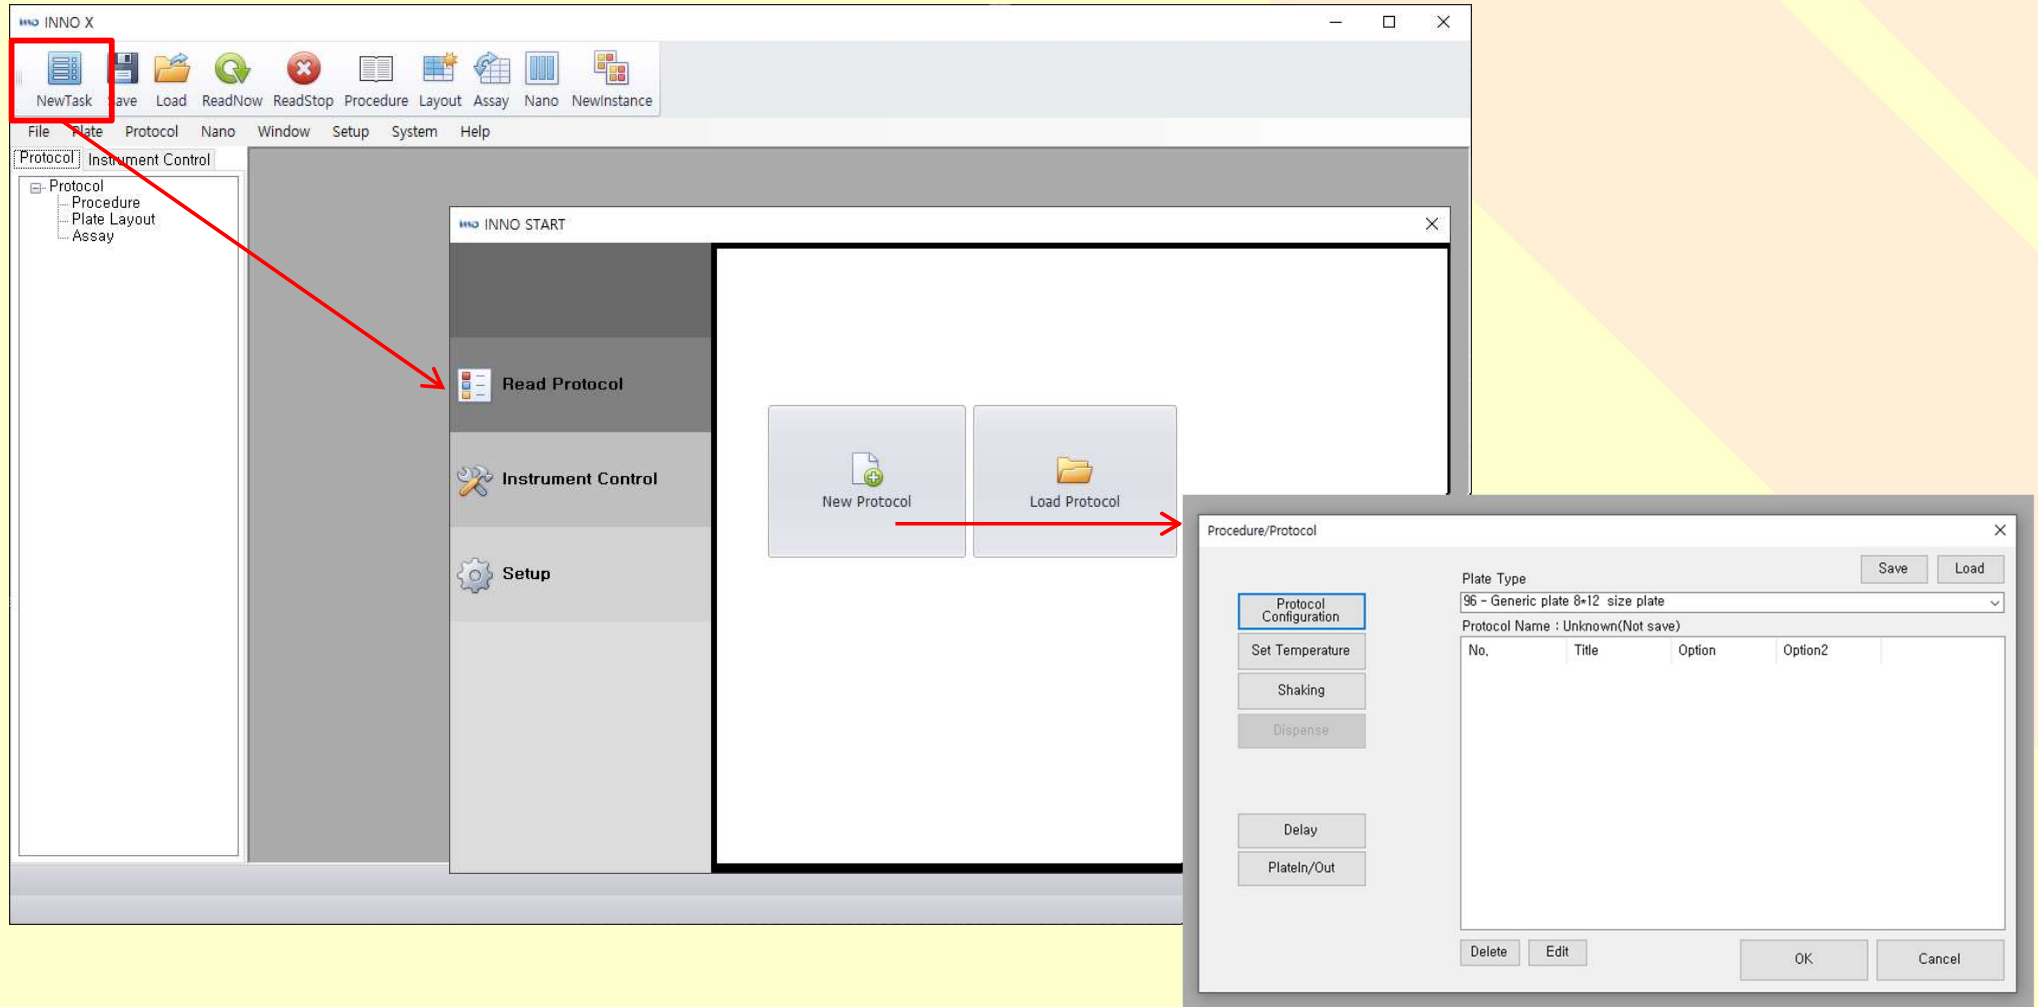 INNO X
NewTask Save Load ReadNow ReadStop Procedure Layout Assay Nano NewInstance
File Plate Protocol Nano Window Setup System Help
Protocol Instrument Control
Protocol
Procedure
Plate Layout
Assay
INNO START
Read Protocol
Instrument Control
Setup
New Protocol Load Protocol
Procedure/Protocol
Save Load
Plate Type
96 - Generic plate 8*12 size plate
Protocol Name : Unknown(Not save)
No. Title Option Option2
Protocol
Configuration
Set Temperature
Shaking
Dispense
Delay
PlateIn/Out
Delete Edit OK Cancel